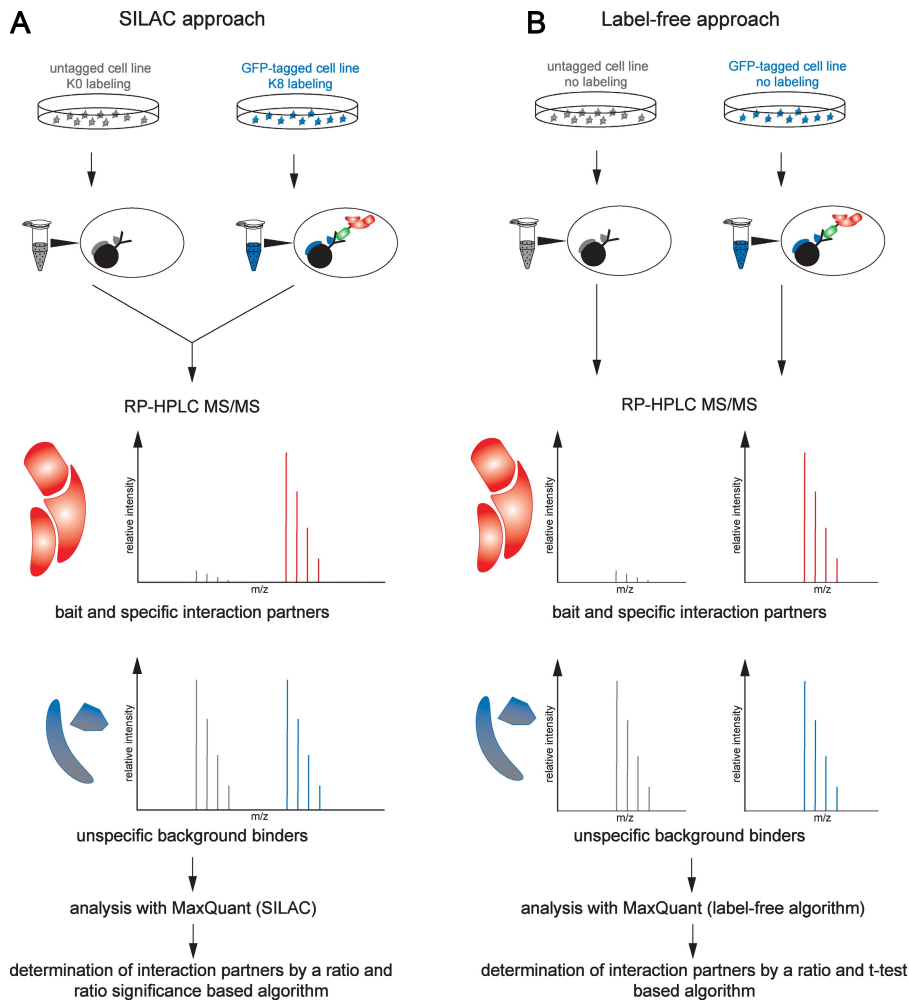 A
SILAC approach
untagged cell line
K0 labeling
GFP-tagged cell line
K8 labeling
RP-HPLC MS/MS
relative intensity
m/z
bait and specific interaction partners
relative intensity
m/z
unspecific background binders
analysis with MaxQuant (SILAC)
determination of interaction partners by a ratio and
ratio significance based algorithm
B
Label-free approach
untagged cell line
no labeling
GFP-tagged cell line
no labeling
RP-HPLC MS/MS
relative intensity
m/z
relative intensity
m/z
bait and specific interaction partners
relative intensity
m/z
relative intensity
m/z
unspecific background binders
analysis with MaxQuant (label-free algorithm)
determination of interaction partners by a ratio and t-test
based algorithm